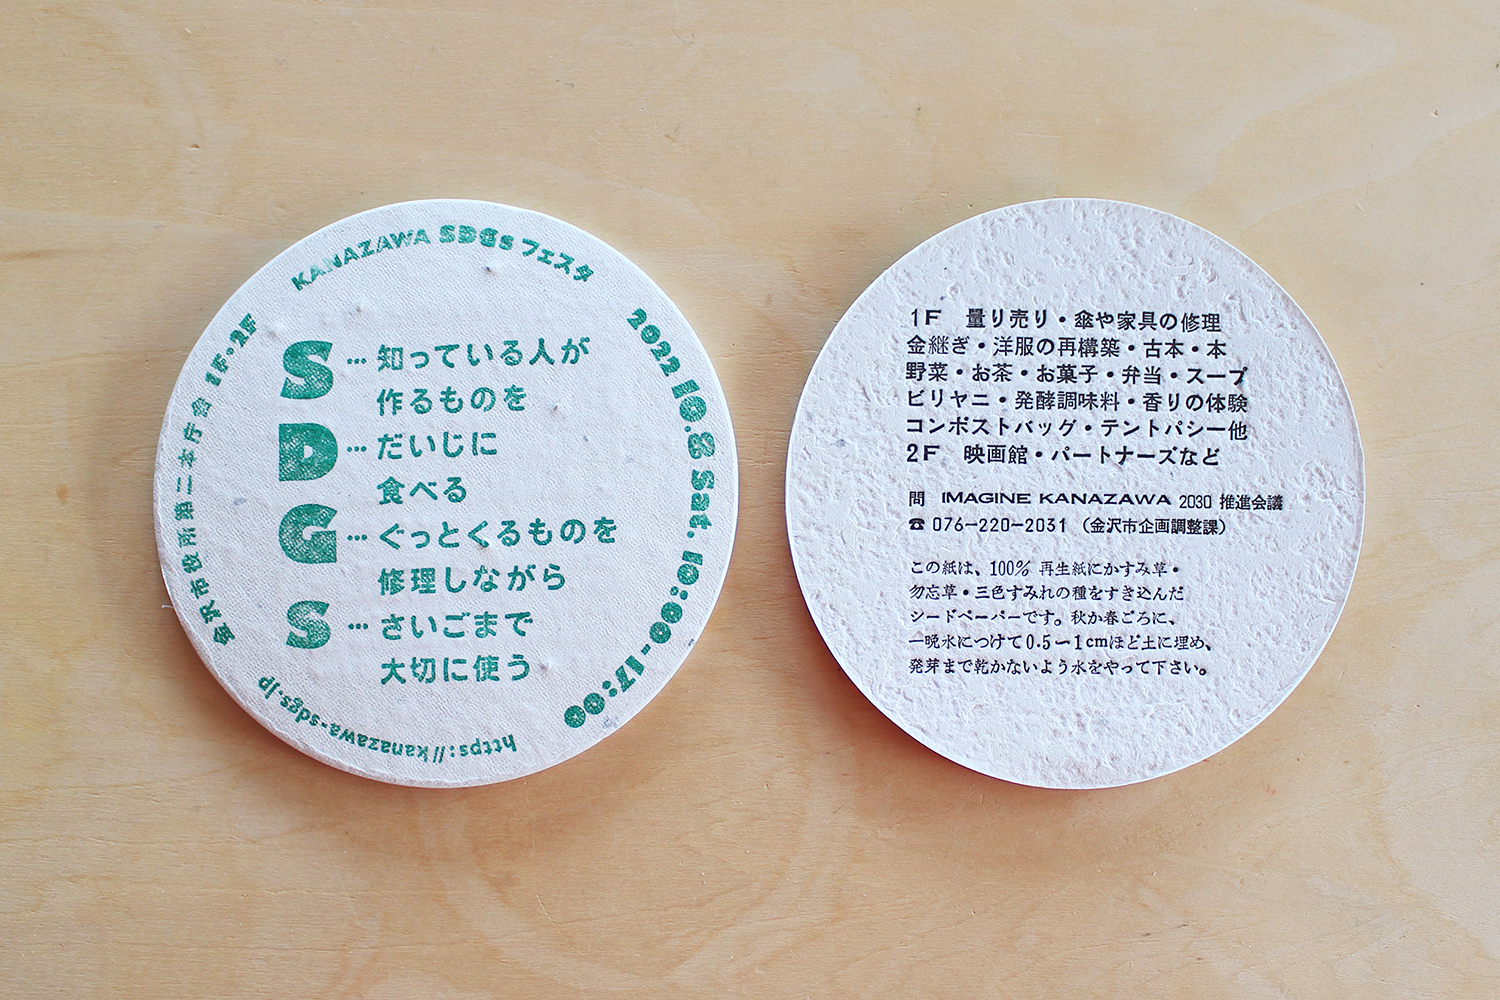 KANAZAWA SDGs フェスタ
2022 10.8 Sat. 10:00-17:00
金沢市役所第二本庁舎 1F・2F
S…知っている人が
作るものを
D…だいじに
食べる
G…ぐっとくるものを
修理しながら
S…さいごまで
大切に使う
https://kanazawa-sdgs.jp
1F 量り売り・傘や家具の修理
金継ぎ・洋服の再構築・古本・本
野菜・お茶・お菓子・弁当・スープ
ビリヤニ・発酵調味料・香りの体験
コンポストバッグ・テントパシー他
2F 映画館・パートナーズなど
問 IMAGINE KANAZAWA 2030 推進会議
☎ 076-220-2031 (金沢市企画調整課)
この紙は、100% 再生紙にかすみ草・
勿忘草・三色すみれの種をすき込んだ
シードペーパーです。秋か春ごろに、
一晩水につけて0.5ー1cmほど土に埋め、
発芽まで乾かないよう水をやって下さい。